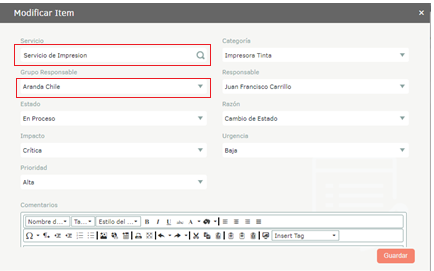 Modificar Item
Servicio
Categoría
Servicio de Impresion
Impresora Tinta
Grupo Responsable
Responsable
Aranda Chile
Juan Francisco Carrillo
Estado
Razón
En Proceso
Cambio de Estado
Impacto
Urgencia
Crítica
Baja
Prioridad
Alta
Comentarios
Nombre d... Ta... Estilo del ... B I U abc A
Insert Tag
Guardar